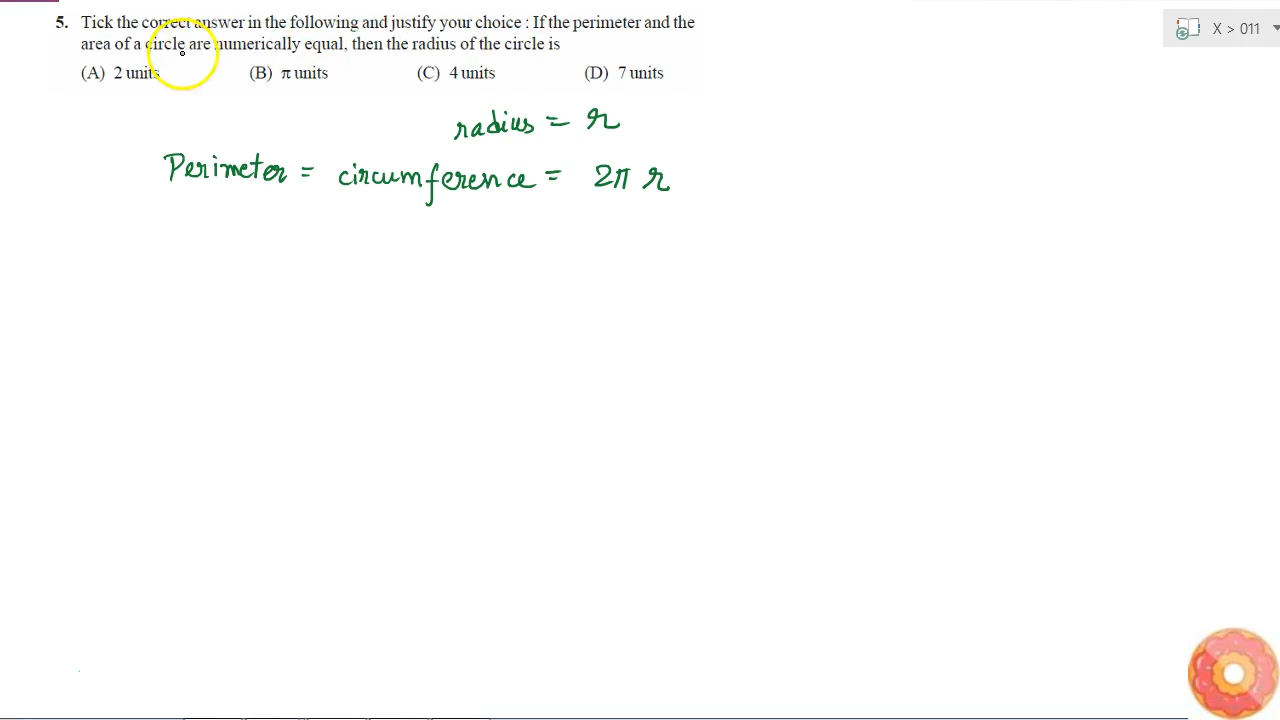 5. Tick the correct answer in the following and justify your choice : If the perimeter and the
area of a circle are numerically equal, then the radius of the circle is
(A) 2 units (B) π units (C) 4 units (D) 7 units
X > 011
radius = r
Perimeter = circumference = 2π r